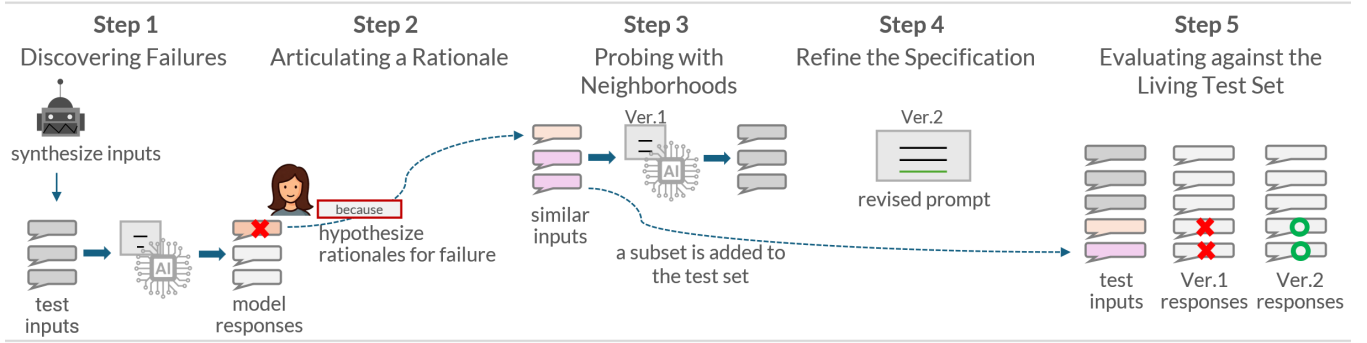 Step 1
Discovering Failures
synthesize inputs
test
inputs
AI
model
responses
Step 2
Articulating a Rationale
because
hypothesize
rationales for failure
Step 3
Probing with
Neighborhoods
Ver.1
AI
similar
inputs
a subset is added to
the test set
Step 4
Refine the Specification
Ver.2
revised prompt
Step 5
Evaluating against the
Living Test Set
test
inputs
Ver.1
responses
Ver.2
responses